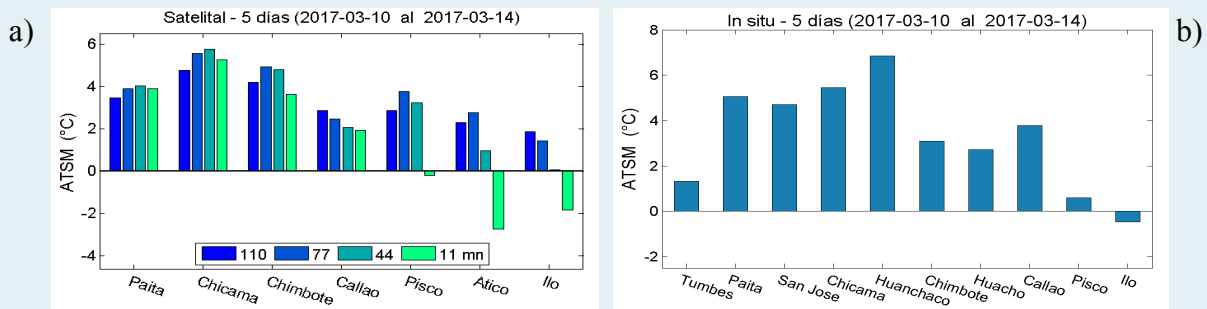 a)
Satelital - 5 días (2017-03-10 al 2017-03-14)
ATSM (°C)
6
4
2
0
-2
-4
110 77 44 11 mn
Paita Chicama Chimbote Callao Pisco Atico Ilo
In situ - 5 días (2017-03-10 al 2017-03-14)
b)
ATSM (°C)
8
6
4
2
0
-2
Tumbes Paita San Jose Chicama Huanchaco Chimbote Huacho Callao Pisco Ilo